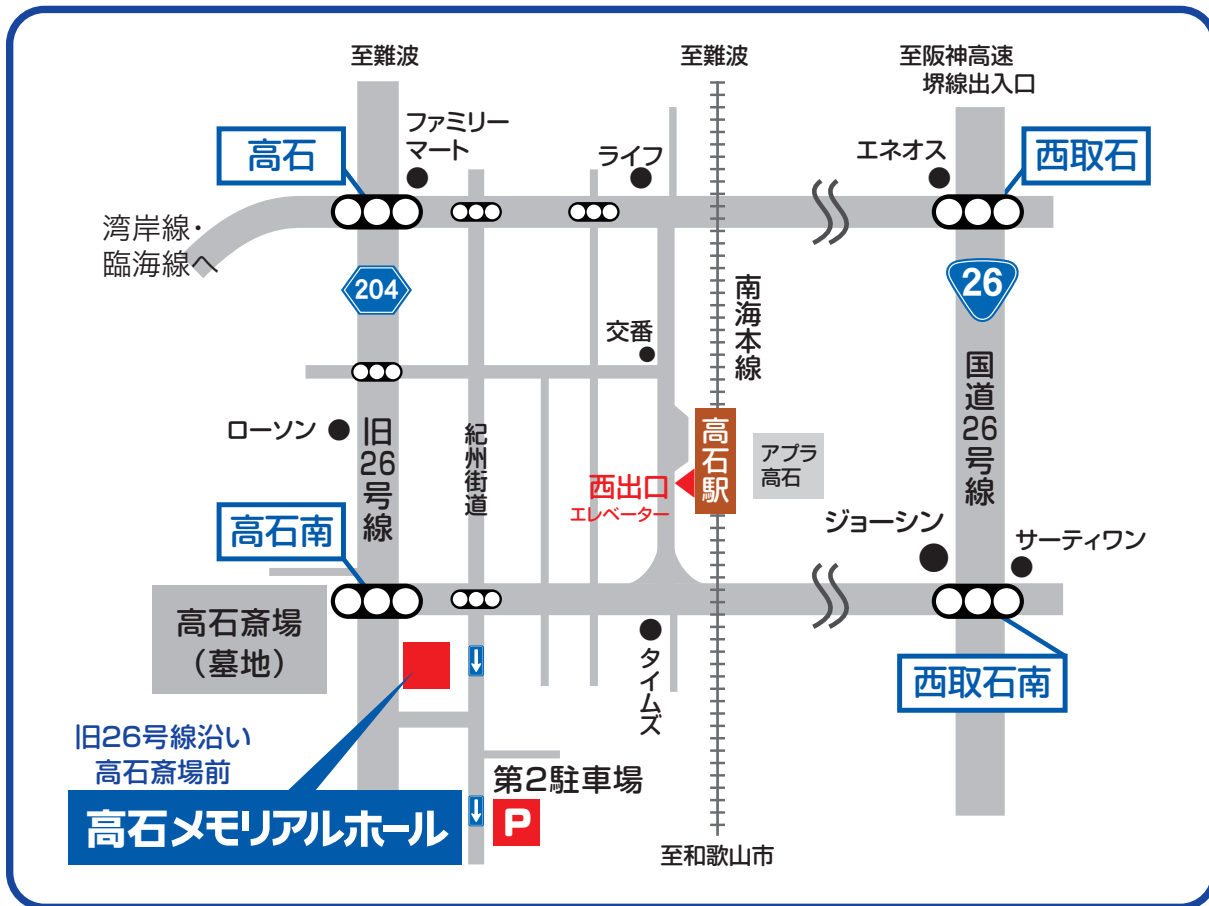 至難波
至難波
至阪神高速
堺線出入口
ファミリー
マート
高石
ライフ
エネオス
西取石
湾岸線・
臨海線へ
204
26
南海本線
交番
国道26号線
ローソン
旧26号線
紀州街道
高石駅
アプラ
高石
西出口
エレベーター
高石南
ジョーシン
サーティワン
高石斎場
（墓地）
タイムズ
西取石南
旧26号線沿い
高石斎場前
第2駐車場
高石メモリアルホール
P
至和歌山市